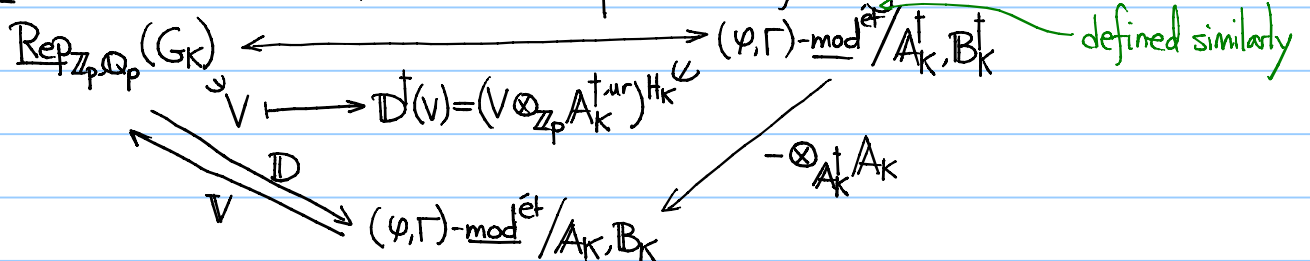 Rep_{ℤ_p,ℚ_p}(G_K) ⟷ (φ,Γ)-mod^{ét}/𝔸_K^†, 𝔹_K^† defined similarly
V ⟼ 𝔻^†(V)=(V⊗_{ℤ_p} 𝔸_K^{†,ur})^{H_K}
-⊗_{𝔸_K^†} 𝔸_K
𝔻
𝕍
(φ,Γ)-mod^{ét}/𝔸_K, 𝔹_K